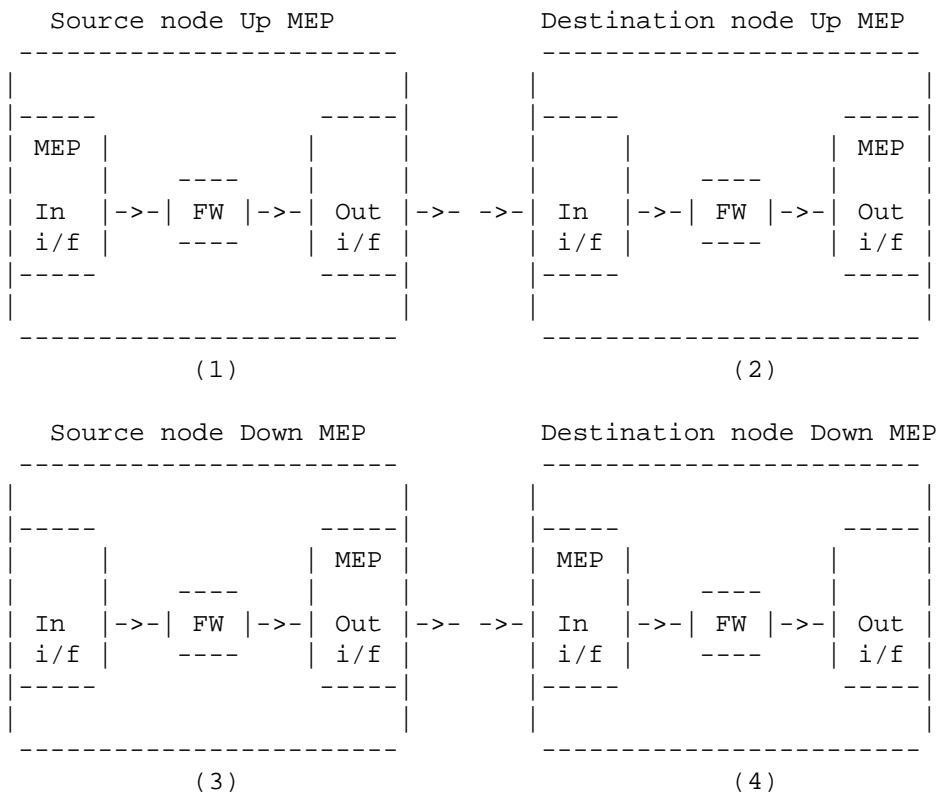 Source node Up MEP Destination node Up MEP
------------------------ ------------------------
| | | |
|----- -----| |----- -----|
| MEP | | | | | | MEP |
| | ---- | | | | ---- | |
| In |->-| FW |->-| Out |->- ->-| In |->-| FW |->-| Out |
| i/f | ---- | i/f | | i/f | ---- | i/f |
|----- -----| |----- -----|
| | | |
------------------------ ------------------------
(1) (2)
Source node Down MEP Destination node Down MEP
------------------------ ------------------------
| | | |
|----- -----| |----- -----|
| | | MEP | | MEP | | |
| | ---- | | | | ---- | |
| In |->-| FW |->-| Out |->- ->-| In |->-| FW |->-| Out |
| i/f | ---- | i/f | | i/f | ---- | i/f |
|----- -----| |----- -----|
| | | |
------------------------ ------------------------
(3) (4)